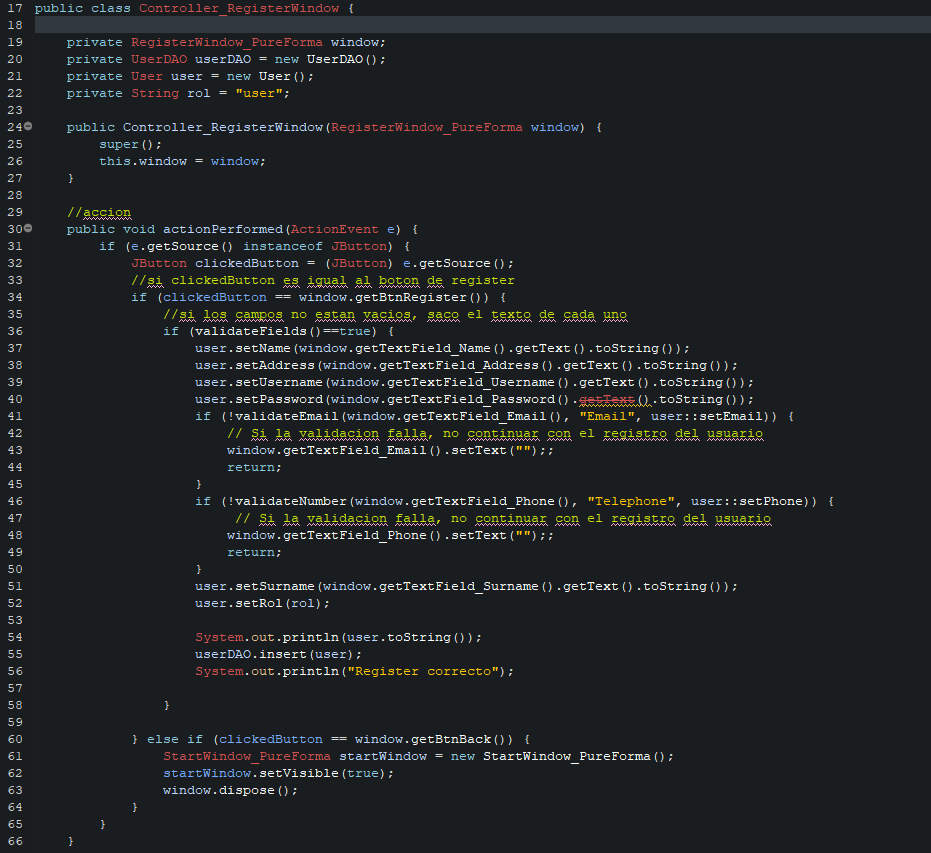 17 public class Controller_RegisterWindow {
18
19     private RegisterWindow_PureForma window;
20     private UserDAO userDAO = new UserDAO();
21     private User user = new User();
22     private String rol = "user";
23
24     public Controller_RegisterWindow(RegisterWindow_PureForma window) {
25         super();
26         this.window = window;
27     }
28
29     //accion
30     public void actionPerformed(ActionEvent e) {
31         if (e.getSource() instanceof JButton) {
32             JButton clickedButton = (JButton) e.getSource();
33             //si clickedButton es igual al boton de register
34             if (clickedButton == window.getBtnRegister()) {
35                 //si los campos no estan vacios, saco el texto de cada uno
36                 if (validateFields()==true) {
37                     user.setName(window.getTextField_Name().getText().toString());
38                     user.setAddress(window.getTextField_Address().getText().toString());
39                     user.setUsername(window.getTextField_Username().getText().toString());
40                     user.setPassword(window.getTextField_Password().getText().toString());
41                     if (!validateEmail(window.getTextField_Email(), "Email", user::setEmail)) {
42                         // Si la validacion falla, no continuar con el registro del usuario
43                         window.getTextField_Email().setText("");;
44                         return;
45                     }
46                     if (!validateNumber(window.getTextField_Phone(), "Telephone", user::setPhone)) {
47                          // Si la validacion falla, no continuar con el registro del usuario
48                         window.getTextField_Phone().setText("");;
49                         return;
50                     }
51                     user.setSurname(window.getTextField_Surname().getText().toString());
52                     user.setRol(rol);
53
54                     System.out.println(user.toString());
55                     userDAO.insert(user);
56                     System.out.println("Register correcto");
57
58                 }
59
60             } else if (clickedButton == window.getBtnBack()) {
61                 StartWindow_PureForma startWindow = new StartWindow_PureForma();
62                 startWindow.setVisible(true);
63                 window.dispose();
64             }
65         }
66     }